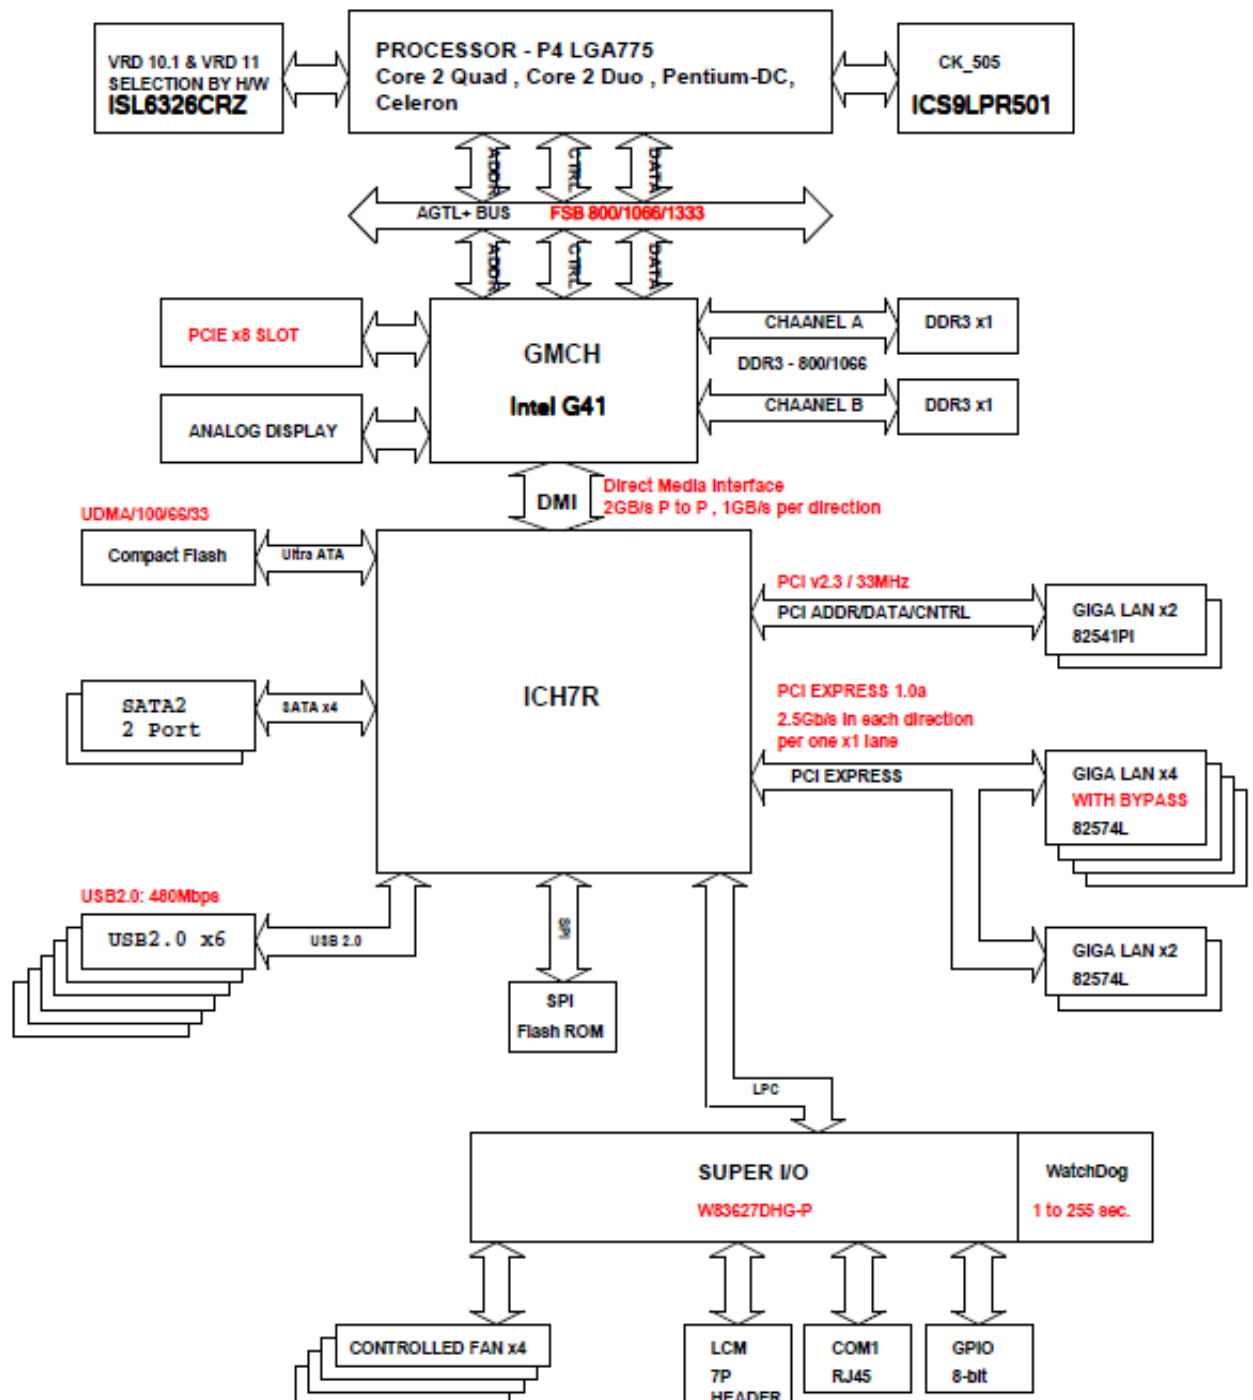 VRD 10.1 & VRD 11
SELECTION BY H/W
ISL6326CRZ
PROCESSOR - P4 LGA775
Core 2 Quad , Core 2 Duo , Pentium-DC,
Celeron
CK_505
ICS9LPR501
ADDR
CTRL
DATA
AGTL+ BUS
FSB 800/1066/1333
ADDR
CTRL
DATA
PCIE x8 SLOT
GMCH
Intel G41
CHAANEL A
DDR3 x1
DDR3 - 800/1066
CHAANEL B
DDR3 x1
ANALOG DISPLAY
DMI
Direct Media Interface
2GB/s P to P , 1GB/s per direction
UDMA/100/66/33
Compact Flash
Ultra ATA
PCI v2.3 / 33MHz
PCI ADDR/DATA/CNTRL
GIGA LAN x2
82541PI
ICH7R
SATA2
2 Port
SATA x4
PCI EXPRESS 1.0a
2.5Gb/s in each direction
per one x1 lane
PCI EXPRESS
GIGA LAN x4
WITH BYPASS
82574L
USB2.0: 480Mbps
USB2.0 x6
USB 2.0
SPI
GIGA LAN x2
82574L
SPI
Flash ROM
LPC
SUPER I/O
W83627DHG-P
WatchDog
1 to 255 sec.
CONTROLLED FAN x4
LCM
7P
HEADER
COM1
RJ45
GPIO
8-bit